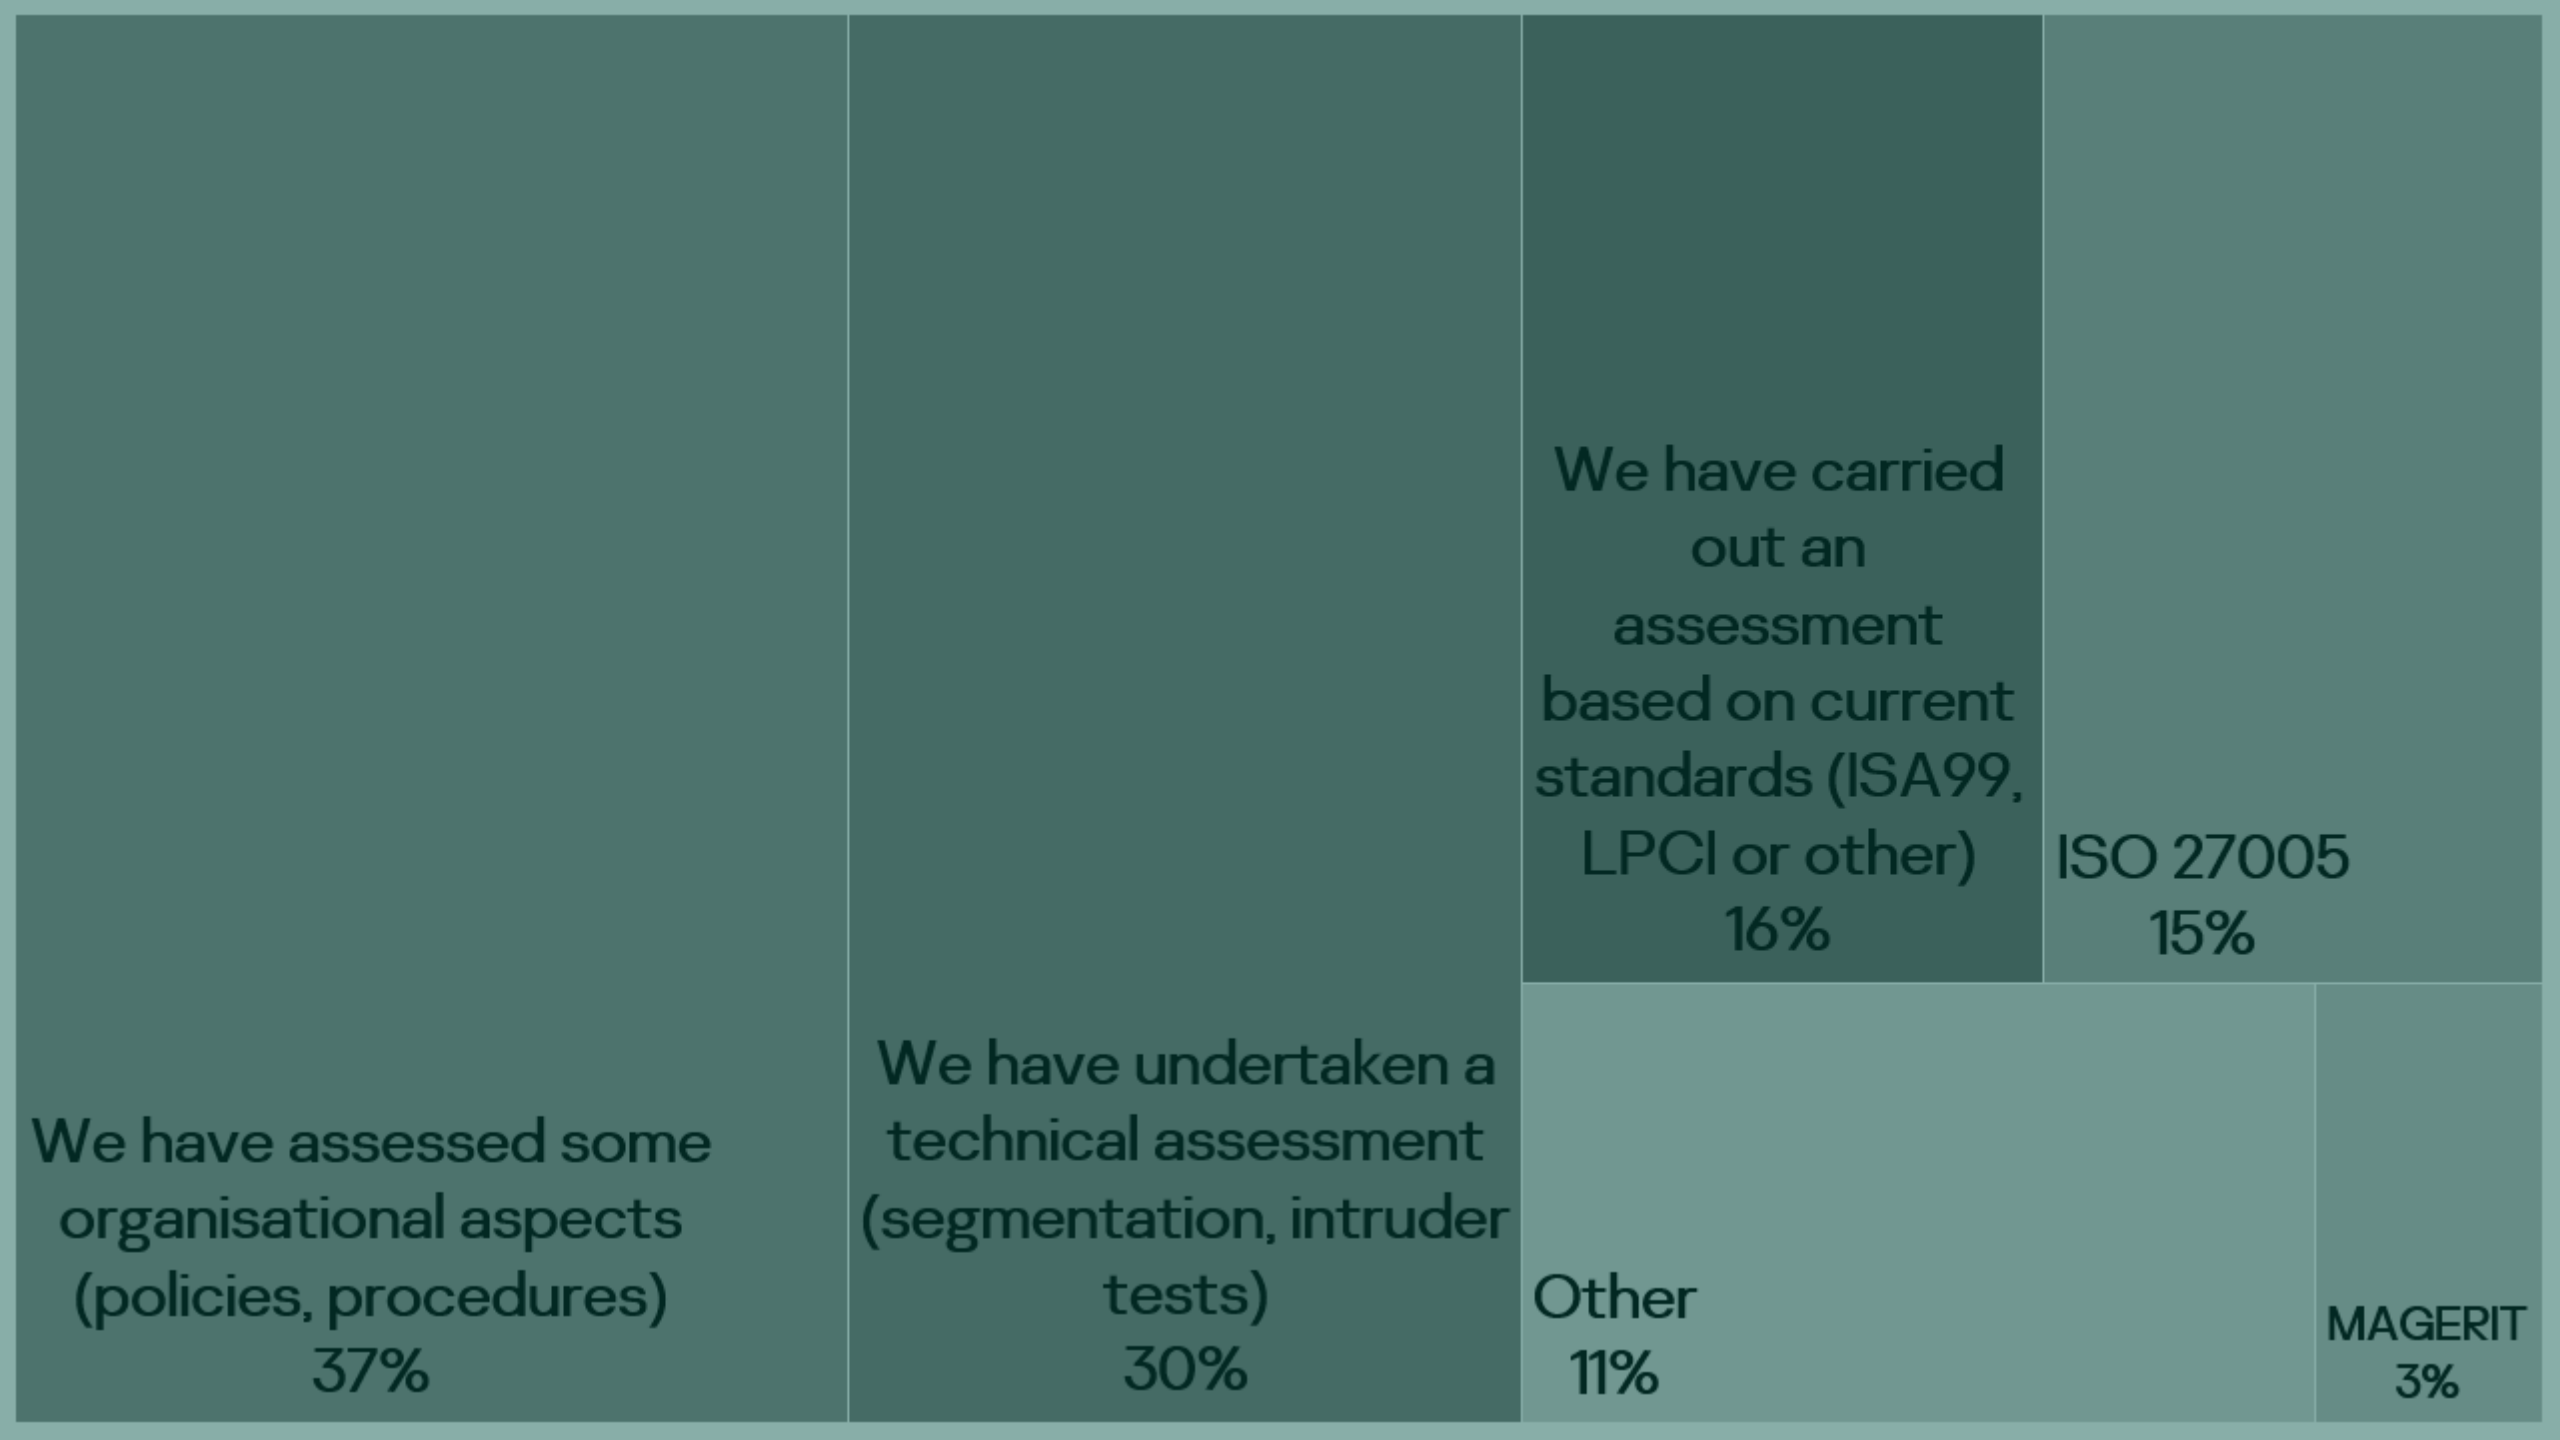 We have assessed some
organisational aspects
(policies, procedures)
37%
We have undertaken a
technical assessment
(segmentation, intruder
tests)
30%
We have carried
out an
assessment
based on current
standards (ISA99,
LPCI or other)
16%
ISO 27005
15%
Other
11%
MAGERIT
3%